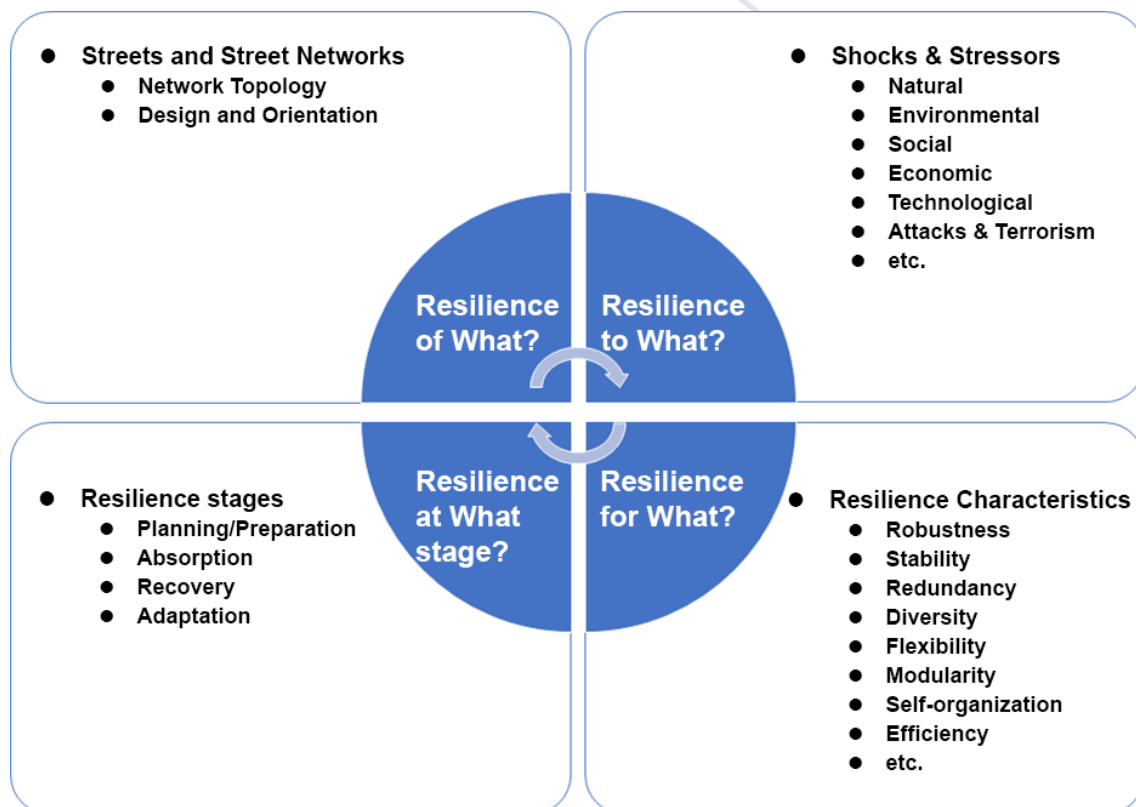 Streets and Street Networks
Network Topology
Design and Orientation
Shocks & Stressors
Natural
Environmental
Social
Economic
Technological
Attacks & Terrorism
etc.
Resilience
of What?
Resilience
to What?
Resilience
at What
stage?
Resilience
for What?
Resilience stages
Planning/Preparation
Absorption
Recovery
Adaptation
Resilience Characteristics
Robustness
Stability
Redundancy
Diversity
Flexibility
Modularity
Self-organization
Efficiency
etc.